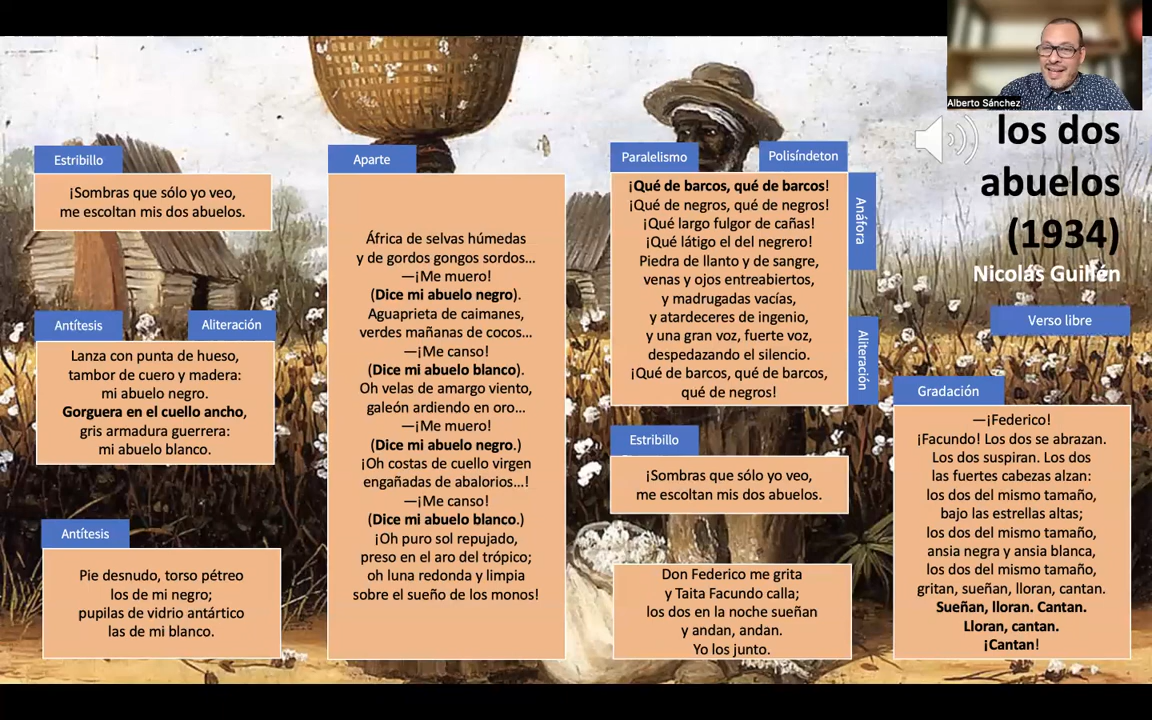 Alberto Sánchez
los dos
abuelos
(1934)
Nicolás Guillén
Verso libre
Estribillo
¡Sombras que sólo yo veo,
me escoltan mis dos abuelos.
Antítesis
Aliteración
Lanza con punta de hueso,
tambor de cuero y madera:
mi abuelo negro.
Gorguera en el cuello ancho,
gris armadura guerrera:
mi abuelo blanco.
Antítesis
Pie desnudo, torso pétreo
los de mi negro;
pupilas de vidrio antártico
las de mi blanco.
Aparte
África de selvas húmedas
y de gordos gongos sordos...
—¡Me muero!
(Dice mi abuelo negro).
Aguaprieta de caimanes,
verdes mañanas de cocos...
—¡Me canso!
(Dice mi abuelo blanco).
Oh velas de amargo viento,
galeón ardiendo en oro...
—¡Me muero!
(Dice mi abuelo negro.)
¡Oh costas de cuello virgen
engañadas de abalorios...!
—¡Me canso!
(Dice mi abuelo blanco.)
¡Oh puro sol repujado,
preso en el aro del trópico;
oh luna redonda y limpia
sobre el sueño de los monos!
Paralelismo
Polisíndeton
Anáfora
Aliteración
¡Qué de barcos, qué de barcos!
¡Qué de negros, qué de negros!
¡Qué largo fulgor de cañas!
¡Qué látigo el del negrero!
Piedra de llanto y de sangre,
venas y ojos entreabiertos,
y madrugadas vacías,
y atardeceres de ingenio,
y una gran voz, fuerte voz,
despedazando el silencio.
¡Qué de barcos, qué de barcos,
qué de negros!
Estribillo
¡Sombras que sólo yo veo,
me escoltan mis dos abuelos.
Don Federico me grita
y Taita Facundo calla;
los dos en la noche sueñan
y andan, andan.
Yo los junto.
Gradación
—¡Federico!
¡Facundo! Los dos se abrazan.
Los dos suspiran. Los dos
las fuertes cabezas alzan:
los dos del mismo tamaño,
bajo las estrellas altas;
los dos del mismo tamaño,
ansia negra y ansia blanca,
los dos del mismo tamaño,
gritan, sueñan, lloran, cantan.
Sueñan, lloran. Cantan.
Lloran, cantan.
¡Cantan!